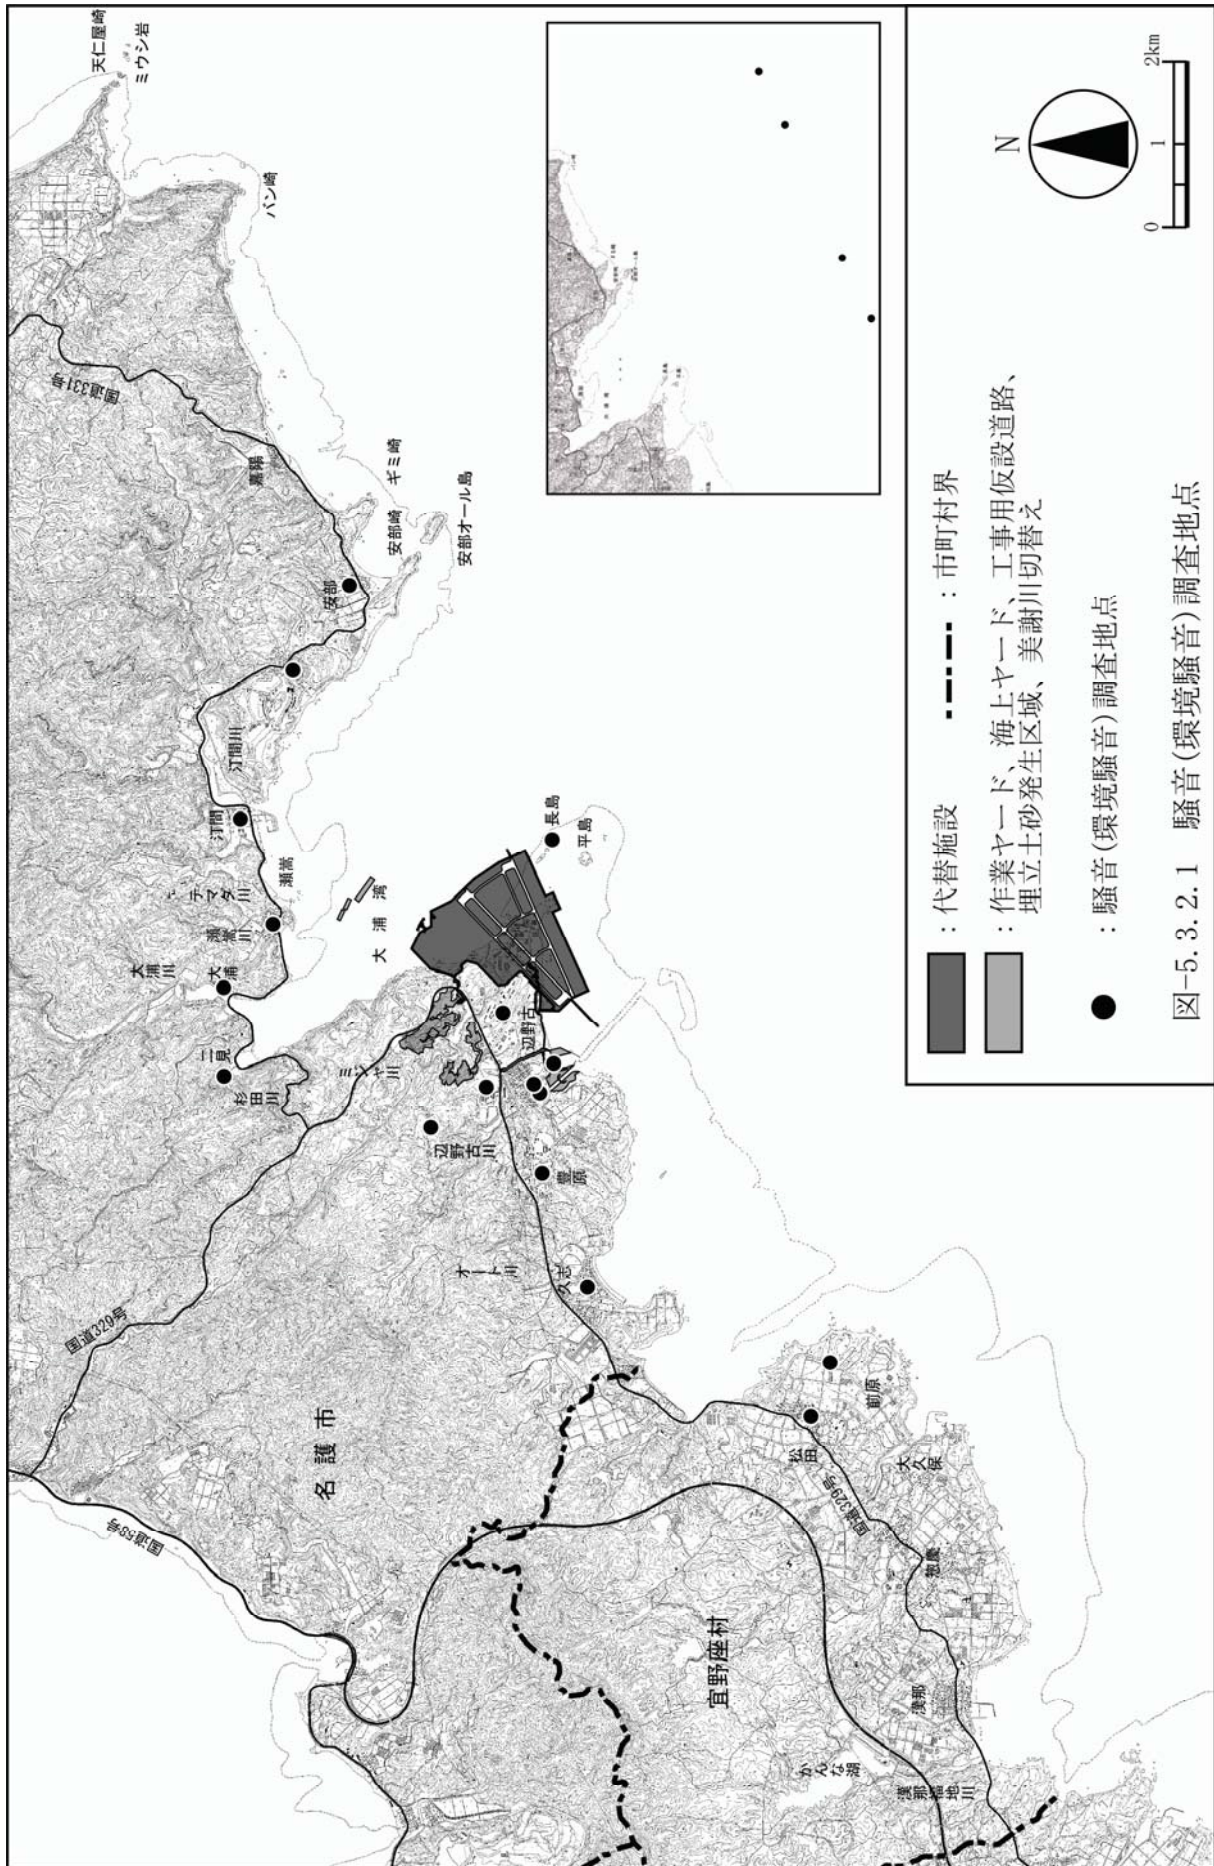 天仁屋崎
ミウシ岩
バン崎
国道331号
嘉陽
ギミ崎
安部崎
安部オール島
安部
汀間川
汀間
テマタ川
瀬嵩
瀬嵩川
大浦川
大浦
大浦湾
二見
杉田川
長島
平島
辺野古
辺野古川
豊原
オート川
久志
国道329号
名護市
国道58号
前原
松田
大久保
国道329号
惣慶
宜野座村
漢那
かんな湖
漢那福地川
N
0 1 2km
：代替施設
：市町村界
：作業ヤード、海上ヤード、工事用仮設道路、
埋立土砂発生区域、美謝川切替え
：騒音(環境騒音)調査地点
図-5.3.2.1 騒音(環境騒音)調査地点